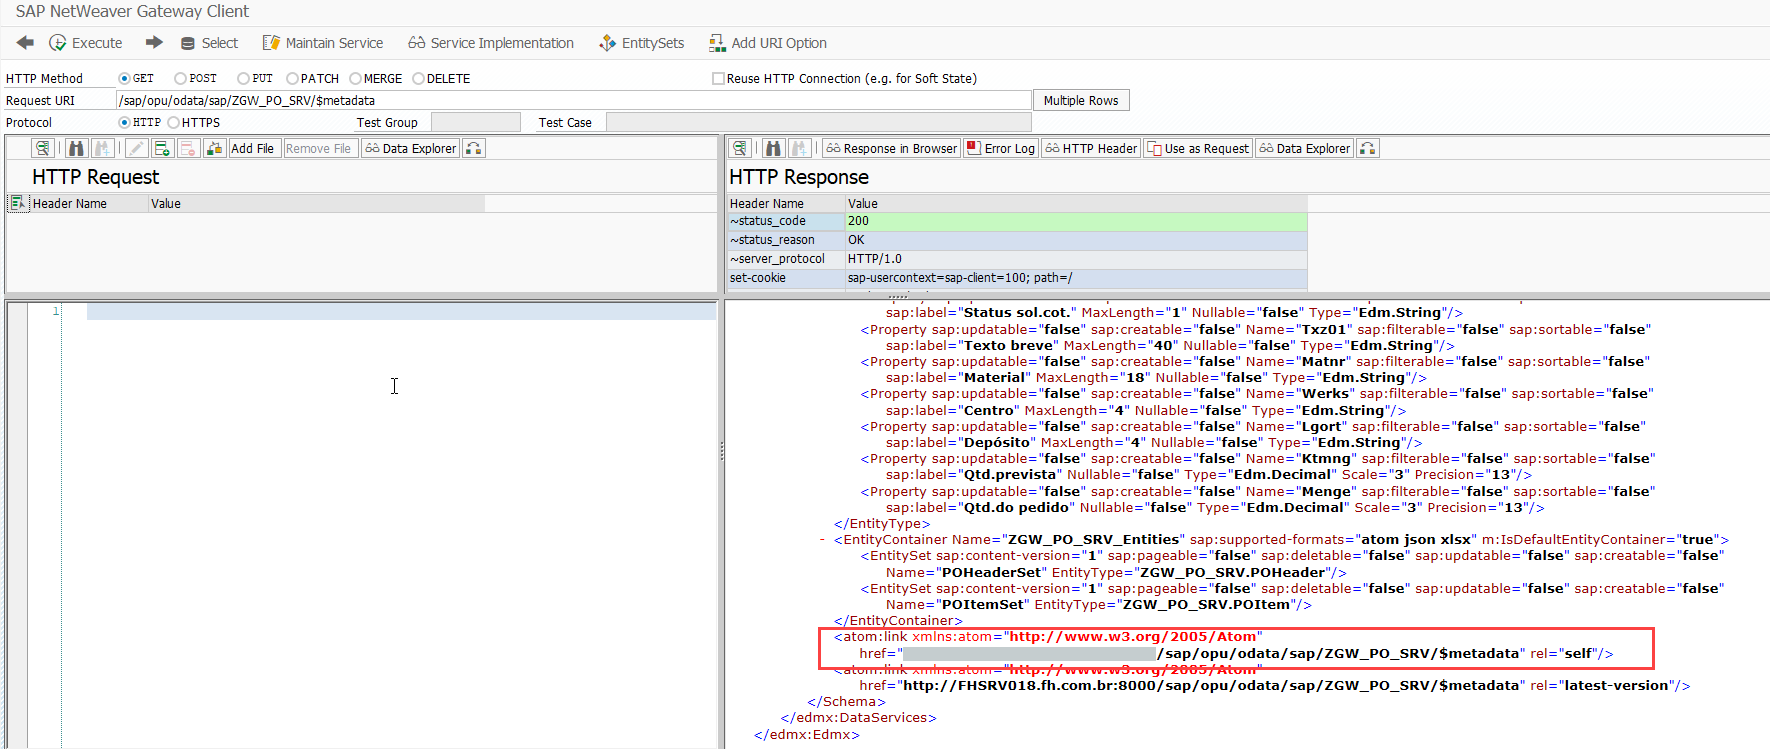 SAP NetWeaver Gateway Client
Execute Select Maintain Service Service Implementation EntitySets Add URI Option
HTTP Method GET POST PUT PATCH MERGE DELETE Reuse HTTP Connection (e.g. for Soft State)
Request URI /sap/opu/odata/sap/ZGW_PO_SRV/$metadata Multiple Rows
Protocol HTTP HTTPS Test Group Test Case
Add File Remove File Data Explorer
HTTP Request
Header Name Value
1
Response in Browser Error Log HTTP Header Use as Request Data Explorer
HTTP Response
Header Name Value
~status_code 200
~status_reason OK
~server_protocol HTTP/1.0
set-cookie sap-usercontext=sap-client=100; path=/
sap:label="Status sol.cot." MaxLength="1" Nullable="false" Type="Edm.String"/>
<Property sap:updatable="false" sap:creatable="false" Name="Txz01" sap:filterable="false" sap:sortable="false"
sap:label="Texto breve" MaxLength="40" Nullable="false" Type="Edm.String"/>
<Property sap:updatable="false" sap:creatable="false" Name="Matnr" sap:filterable="false" sap:sortable="false"
sap:label="Material" MaxLength="18" Nullable="false" Type="Edm.String"/>
<Property sap:updatable="false" sap:creatable="false" Name="Werks" sap:filterable="false" sap:sortable="false"
sap:label="Centro" MaxLength="4" Nullable="false" Type="Edm.String"/>
<Property sap:updatable="false" sap:creatable="false" Name="Lgort" sap:filterable="false" sap:sortable="false"
sap:label="Depósito" MaxLength="4" Nullable="false" Type="Edm.String"/>
<Property sap:updatable="false" sap:creatable="false" Name="Ktmng" sap:filterable="false" sap:sortable="false"
sap:label="Qtd.prevista" Nullable="false" Type="Edm.Decimal" Scale="3" Precision="13"/>
<Property sap:updatable="false" sap:creatable="false" Name="Menge" sap:filterable="false" sap:sortable="false"
sap:label="Qtd.do pedido" Nullable="false" Type="Edm.Decimal" Scale="3" Precision="13"/>
</EntityType>
- <EntityContainer Name="ZGW_PO_SRV_Entities" sap:supported-formats="atom json xlsx" m:IsDefaultEntityContainer="true">
<EntitySet sap:content-version="1" sap:pageable="false" sap:deletable="false" sap:updatable="false" sap:creatable="false"
Name="POHeaderSet" EntityType="ZGW_PO_SRV.POHeader"/>
<EntitySet sap:content-version="1" sap:pageable="false" sap:deletable="false" sap:updatable="false" sap:creatable="false"
Name="POItemSet" EntityType="ZGW_PO_SRV.POItem"/>
</EntityContainer>
<atom:link xmlns:atom="http://www.w3.org/2005/Atom"
href="/sap/opu/odata/sap/ZGW_PO_SRV/$metadata" rel="self"/>
<atom:link xmlns:atom="http://www.w3.org/2005/Atom"
href="http://FHSRV018.fh.com.br:8000/sap/opu/odata/sap/ZGW_PO_SRV/$metadata" rel="latest-version"/>
</Schema>
</edmx:DataServices>
</edmx:Edmx>